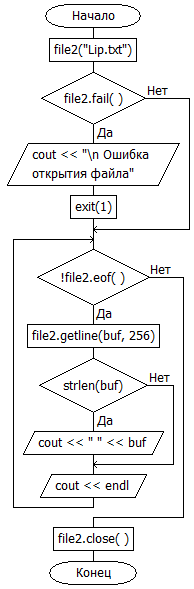 Начало
file2("Lip.txt")
file2.fail( )
Нет
Да
cout << "\n Ошибка
открытия файла"
exit(1)
!file2.eof( )
Нет
Да
file2.getline(buf, 256)
strlen(buf)
Нет
Да
cout << " " << buf
cout << endl
file2.close( )
Конец